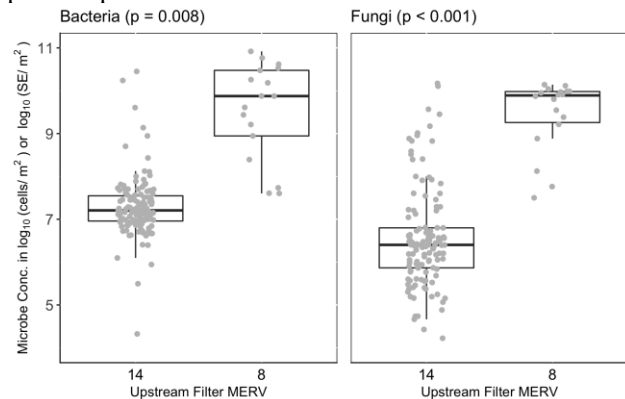 Bacteria (p = 0.008)
Fungi (p < 0.001)
Microbe Conc. in log10 (cells/ m2 ) or log10 (SE/ m2 )
11
9
7
5
14
8
14
8
Upstream Filter MERV
Upstream Filter MERV